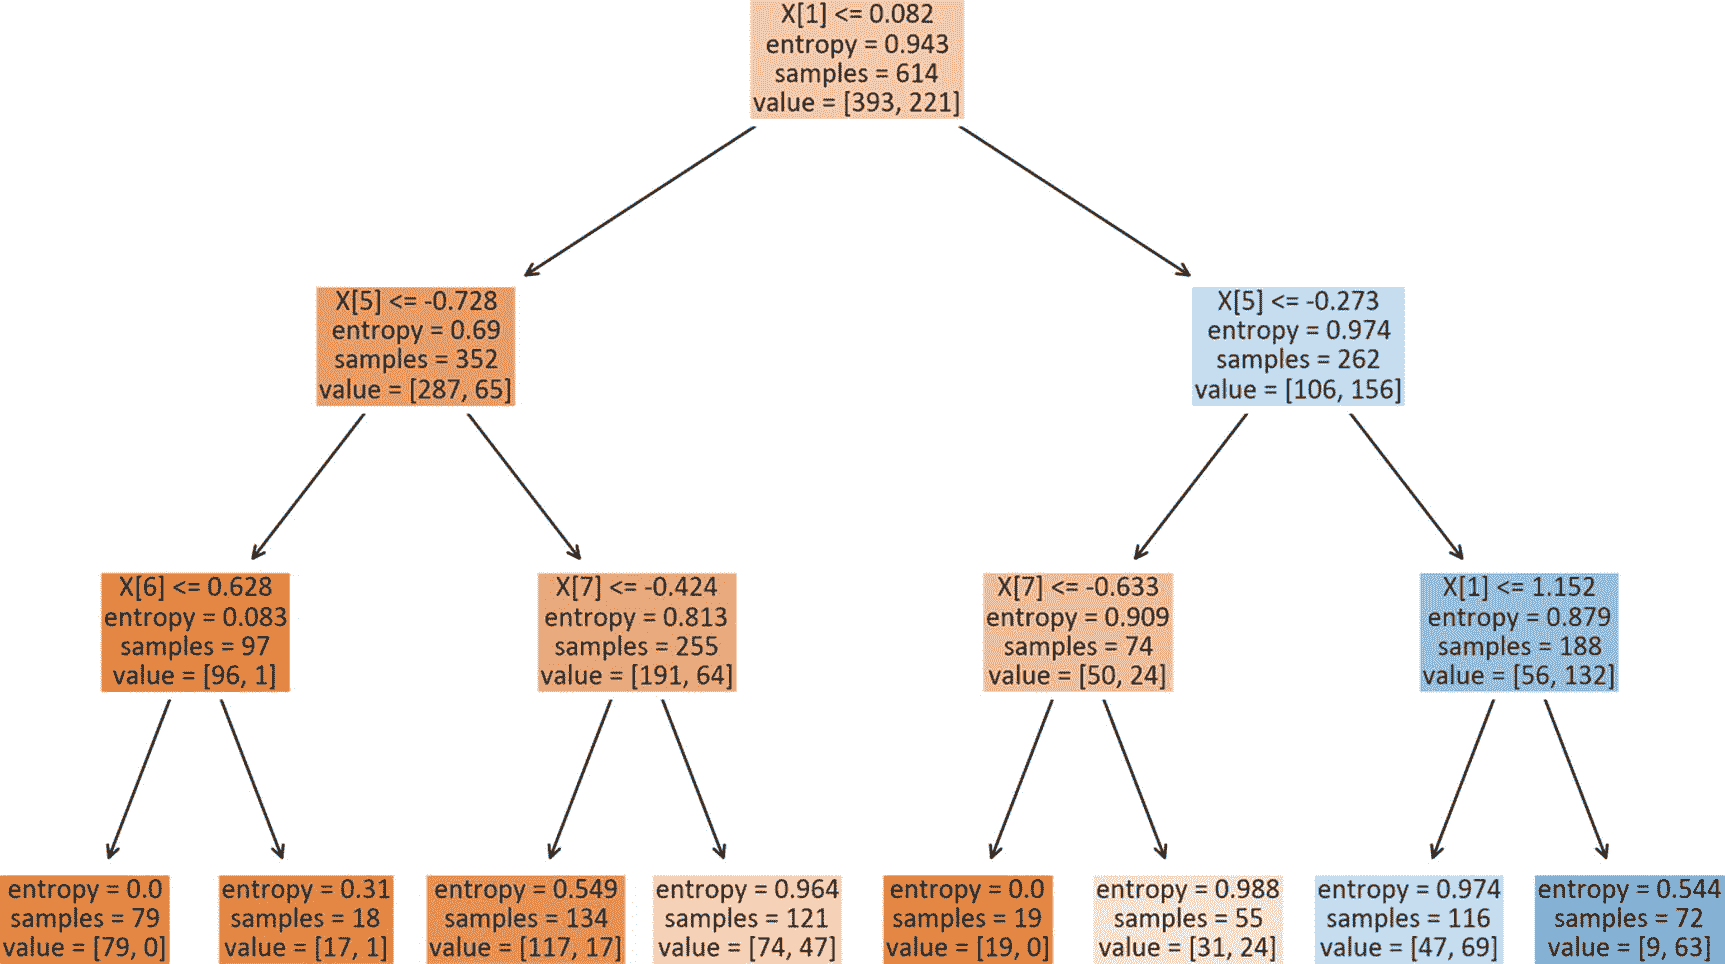 X[1] <= 0.082
entropy = 0.943
samples = 614
value = [393, 221]
X[5] <= -0.728
entropy = 0.69
samples = 352
value = [287, 65]
X[5] <= -0.273
entropy = 0.974
samples = 262
value = [106, 156]
X[6] <= 0.628
entropy = 0.083
samples = 97
value = [96, 1]
X[7] <= -0.424
entropy = 0.813
samples = 255
value = [191, 64]
X[7] <= -0.633
entropy = 0.909
samples = 74
value = [50, 24]
X[1] <= 1.152
entropy = 0.879
samples = 188
value = [56, 132]
entropy = 0.0
samples = 79
value = [79, 0]
entropy = 0.31
samples = 18
value = [17, 1]
entropy = 0.549
samples = 134
value = [117, 17]
entropy = 0.964
samples = 121
value = [74, 47]
entropy = 0.0
samples = 19
value = [19, 0]
entropy = 0.988
samples = 55
value = [31, 24]
entropy = 0.974
samples = 116
value = [47, 69]
entropy = 0.544
samples = 72
value = [9, 63]